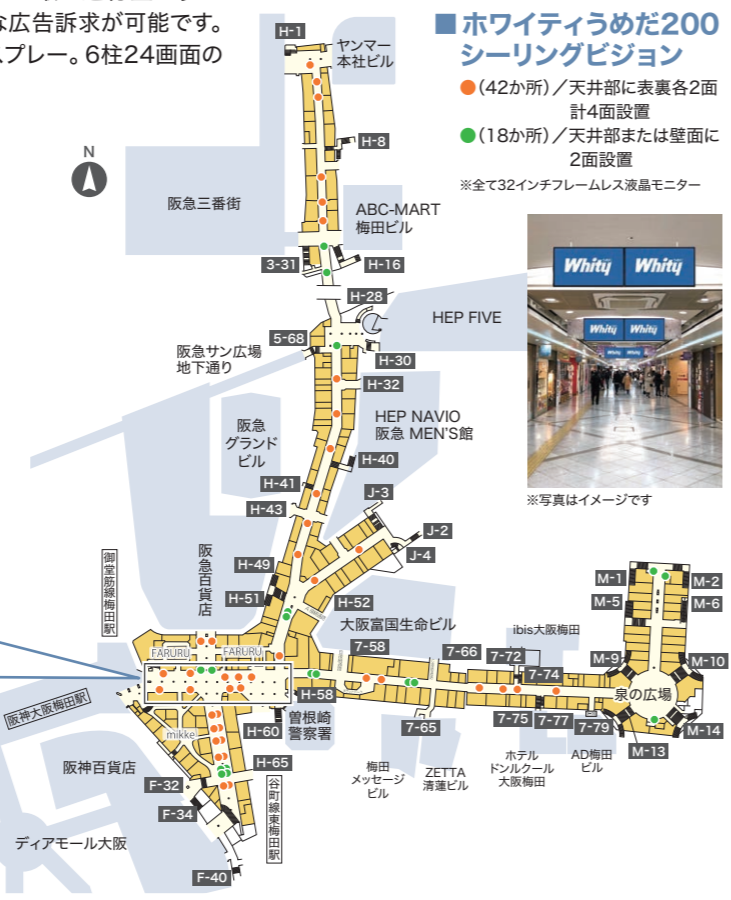 な広告訴求が可能です。
スプレー。6柱24画面の
■ ホワイティうめだ200
シーリングビジョン
●(42か所)/天井部に表裏各2面
計4面設置
●(18か所)/天井部または壁面に
2面設置
※全て32インチフレームレス液晶モニター
Whity Whity
Whity Whity
※写真はイメージです
N
H-1
ヤンマー
本社ビル
H-8
阪急三番街
ABC-MART
梅田ビル
3-31
H-16
H-28
HEP FIVE
5-68
阪急サン広場
地下通り
H-30
H-32
阪急
グランド
ビル
HEP NAVIO
阪急 MEN'S館
H-40
H-41
J-3
H-43
J-2
J-4
御堂筋線梅田駅
阪急百貨店
H-49
H-51
H-52
大阪富国生命ビル
M-1
M-2
M-5
M-6
ibis大阪梅田
FARURU
FARURU
7-58
7-66
7-72
7-74
M-9
M-10
泉の広場
阪神大阪梅田駅
H-58
7-75
7-77
7-79
M-14
M-13
mikke
H-60
曽根崎
警察署
7-65
阪神百貨店
H-65
梅田
メッセージ
ビル
ZETTA
清蓮ビル
ホテル
ドンルクール
大阪梅田
AD梅田
ビル
F-32
F-34
谷町線東梅田駅
ディアモール大阪
F-40